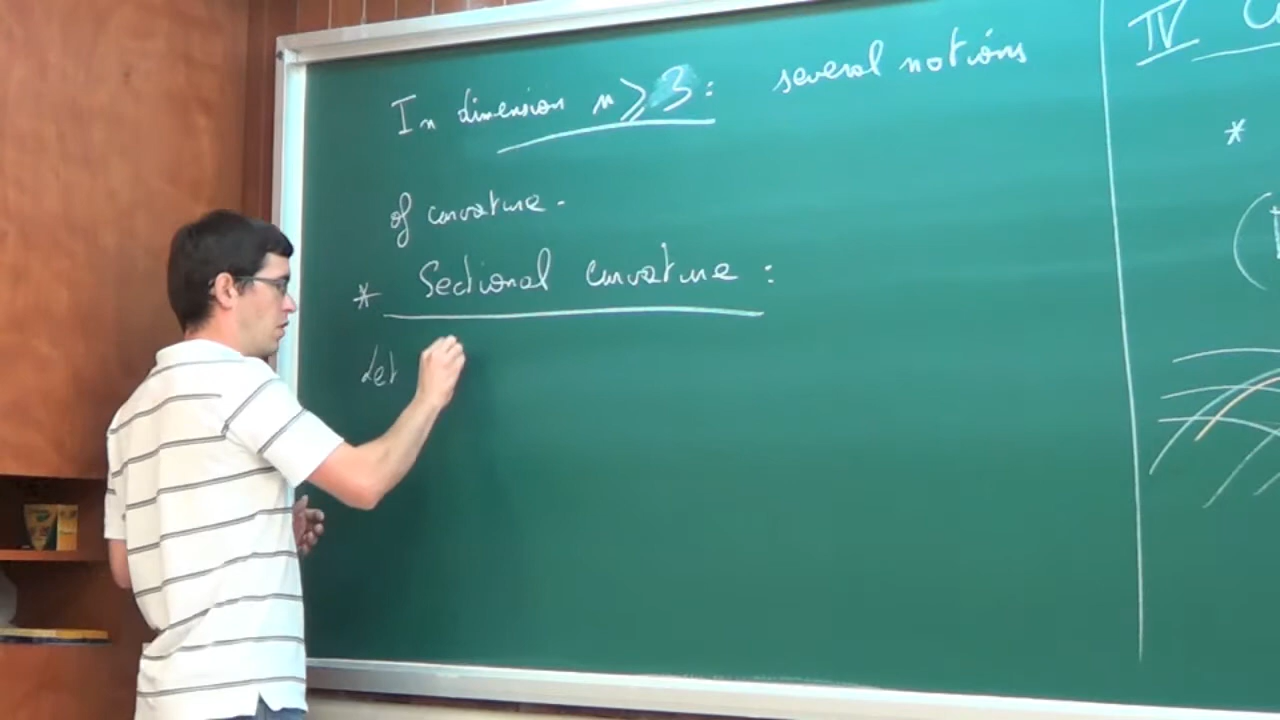 In dimension n ⩾ 3 : several notions
of curvature.
* Sectional curvature :
Let
IV
*